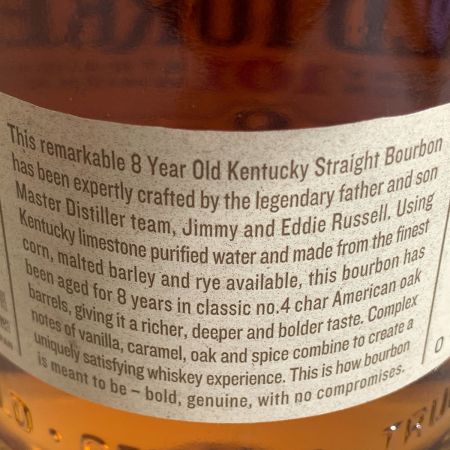 This remarkable 8 Year Old Kentucky Straight Bourbon
has been expertly crafted by the legendary father and son
Master Distiller team, Jimmy and Eddie Russell. Using
Kentucky limestone purified water and made from the finest
corn, malted barley and rye available, this bourbon has
been aged for 8 years in classic no.4 char American oak
barrels, giving it a richer, deeper and bolder taste. Complex
notes of vanilla, caramel, oak and spice combine to create a
uniquely satisfying whiskey experience. This is how bourbon
is meant to be – bold, genuine, with no compromises.